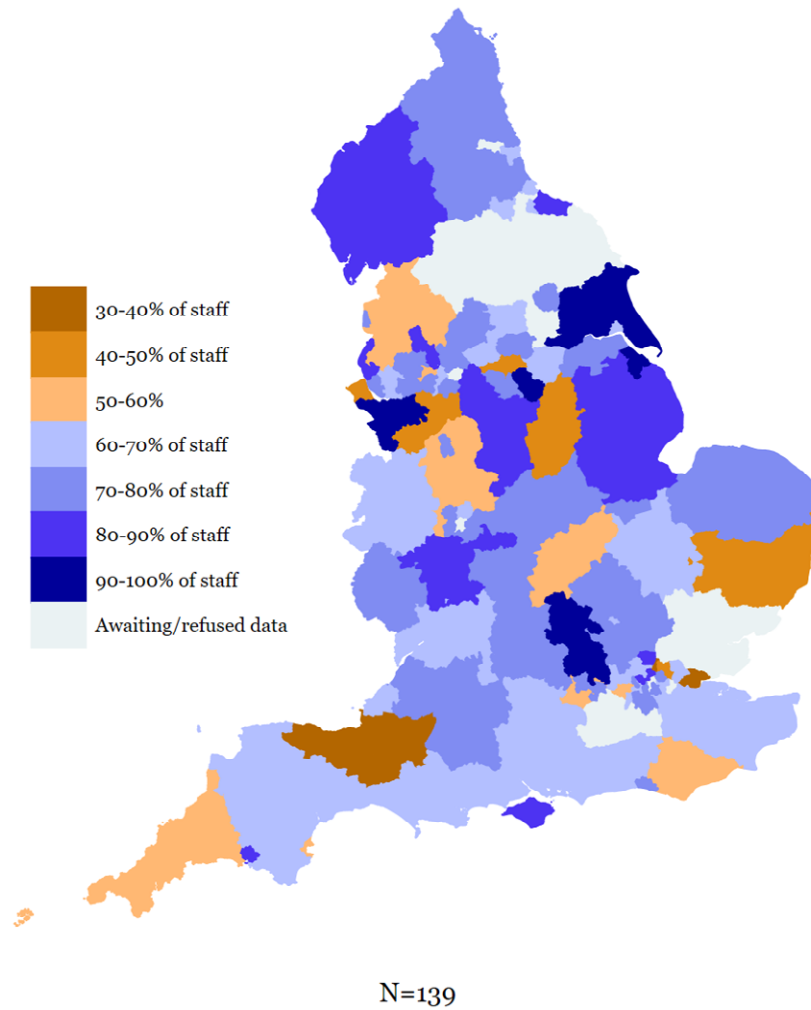 30-40% of staff
40-50% of staff
50-60%
60-70% of staff
70-80% of staff
80-90% of staff
90-100% of staff
Awaiting/refused data
N=139